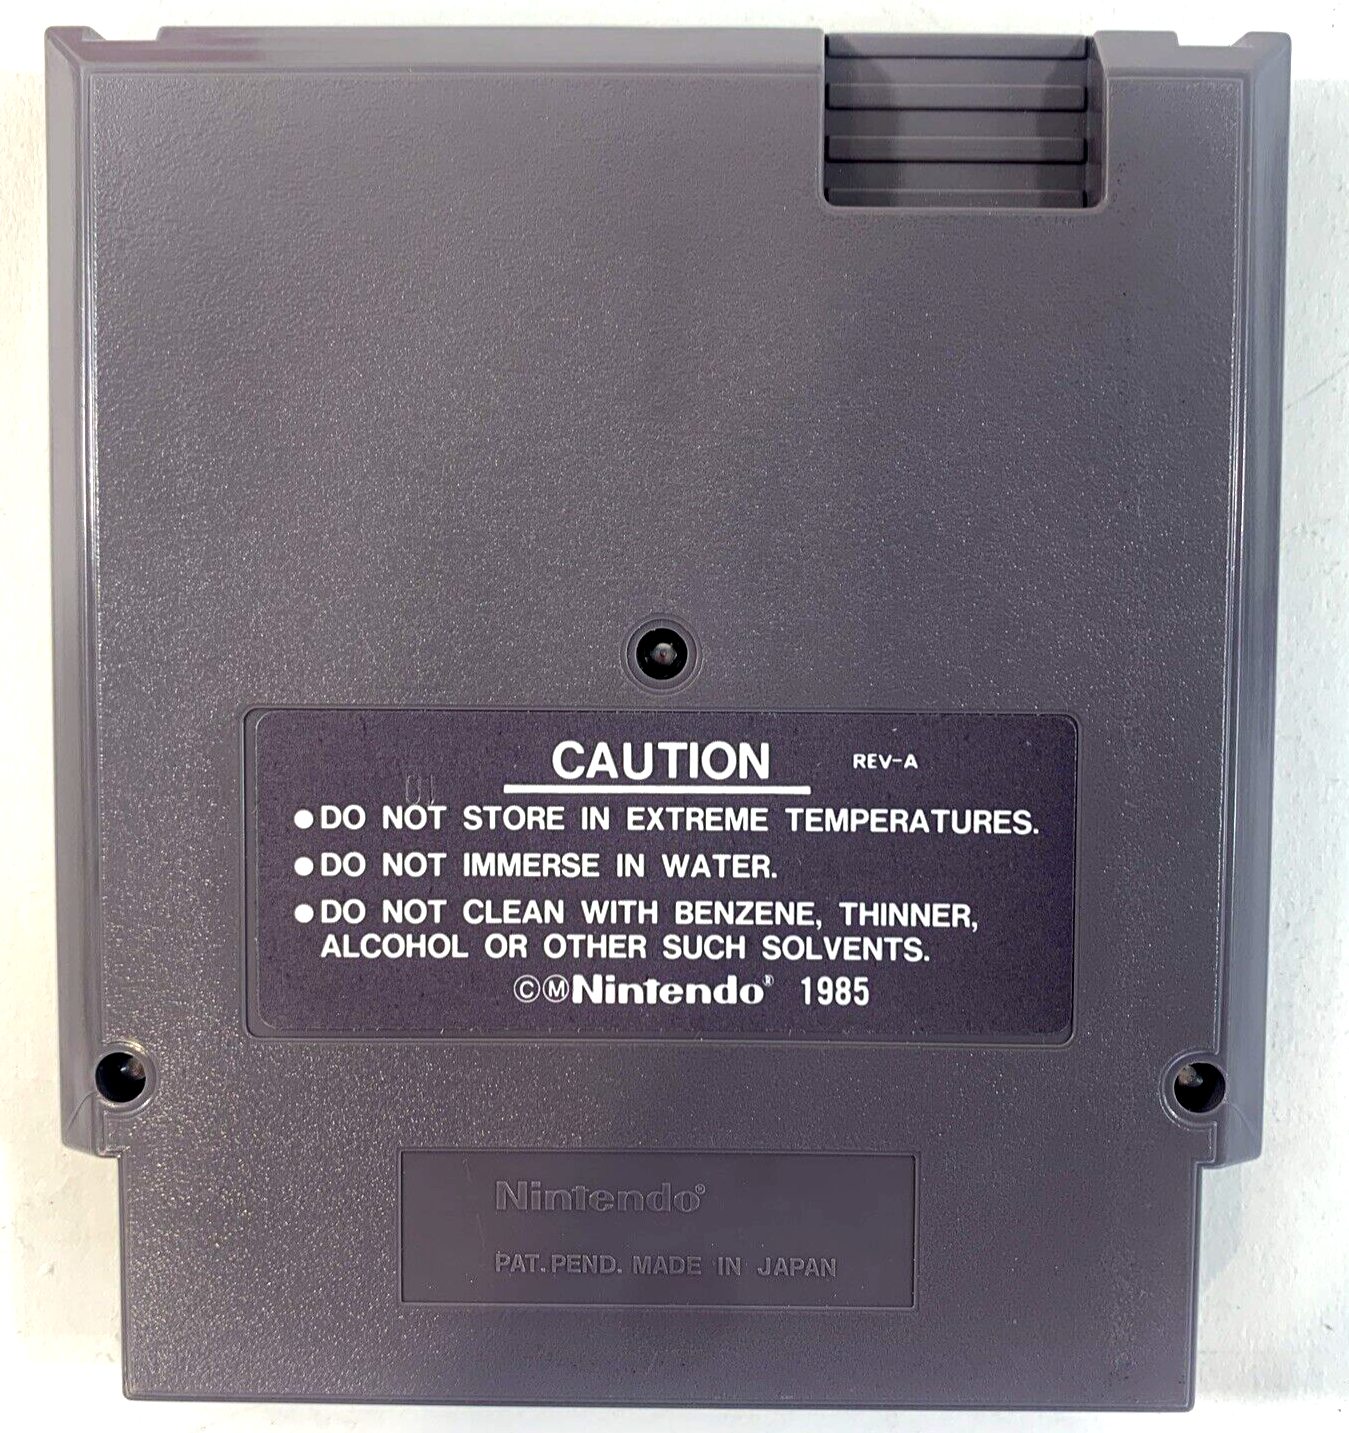 CAUTION REV-A
●DO NOT STORE IN EXTREME TEMPERATURES.
●DO NOT IMMERSE IN WATER.
●DO NOT CLEAN WITH BENZENE, THINNER,
ALCOHOL OR OTHER SUCH SOLVENTS.
ⒸⓂNintendo® 1985
Nintendo®
PAT. PEND. MADE IN JAPAN